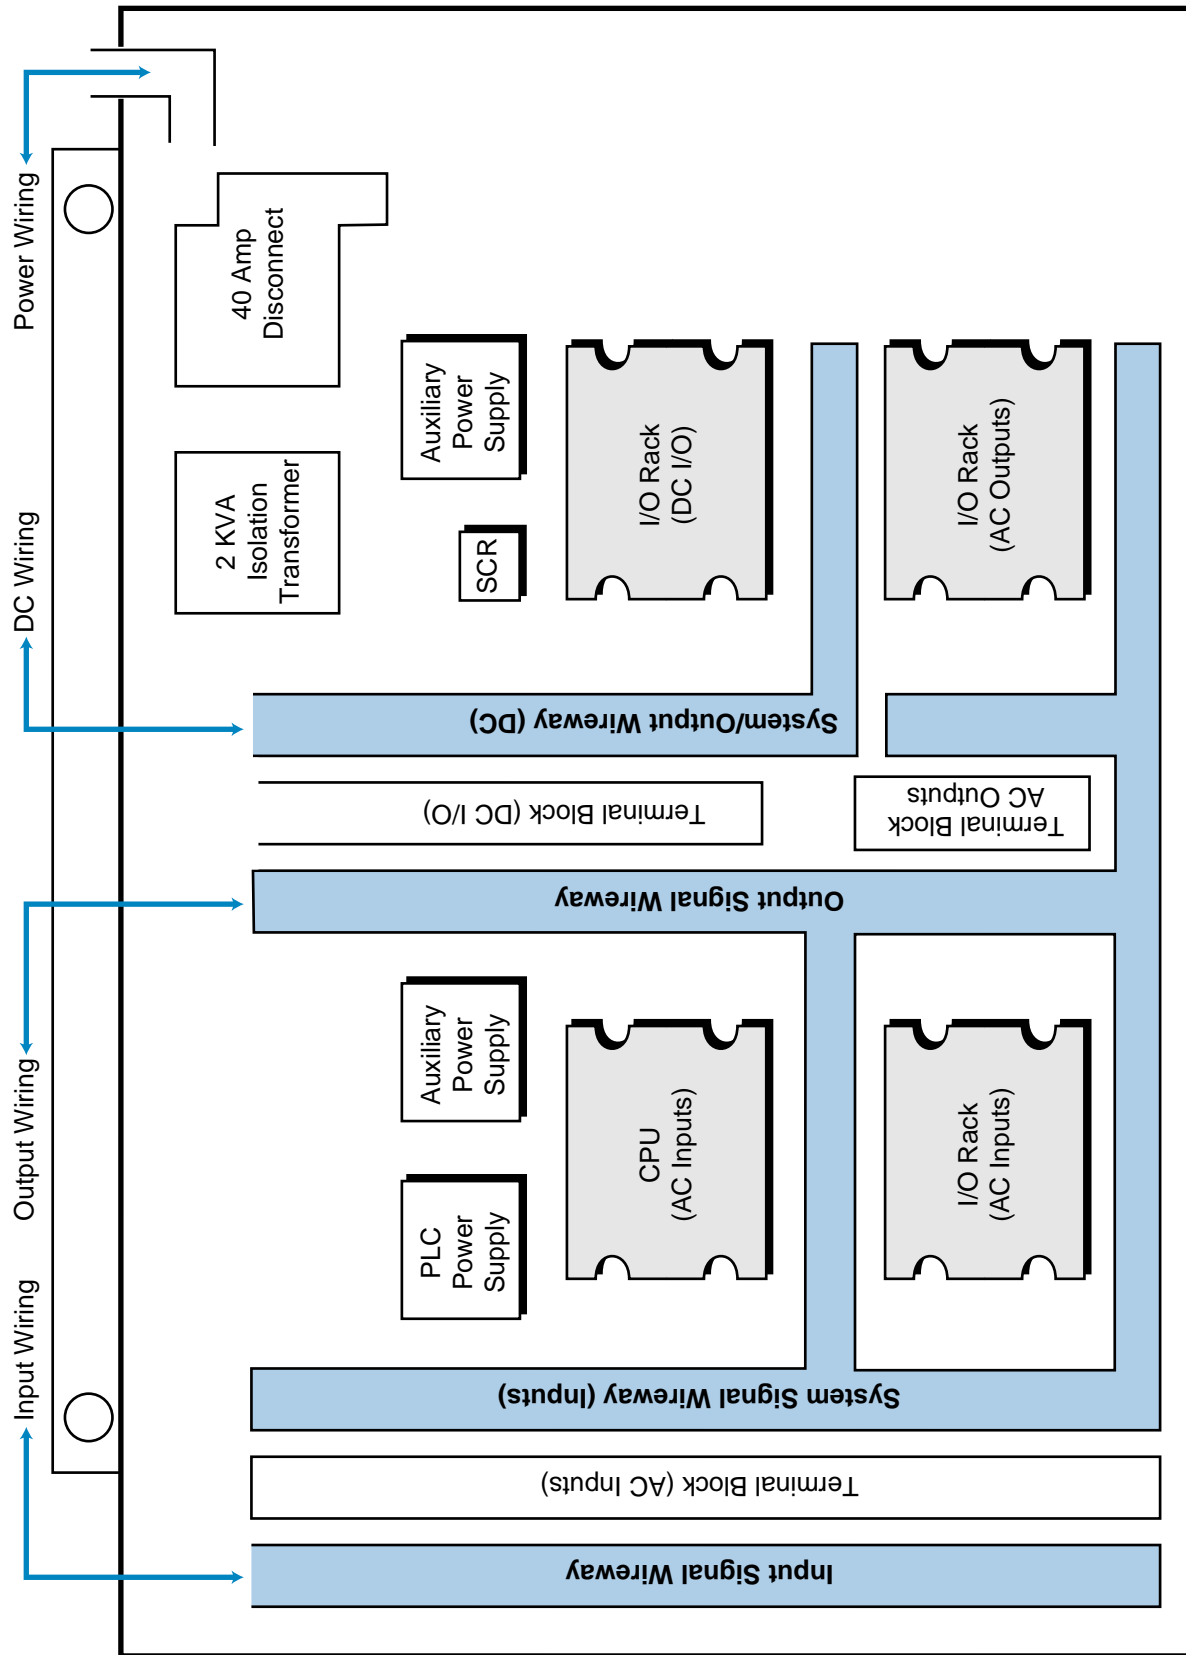 Input Wiring
Output Wiring
DC Wiring
Power Wiring
2 KVA
Isolation
Transformer
40 Amp
Disconnect
PLC
Power
Supply
Auxiliary
Power
Supply
SCR
Auxiliary
Power
Supply
CPU
(AC Inputs)
I/O Rack
(DC I/O)
I/O Rack
(AC Inputs)
I/O Rack
(AC Outputs)
Input Signal Wireway
Terminal Block (AC Inputs)
System Signal Wireway (Inputs)
Output Signal Wireway
Terminal Block (DC I/O)
Terminal Block
AC Outputs
System/Output Wireway (DC)